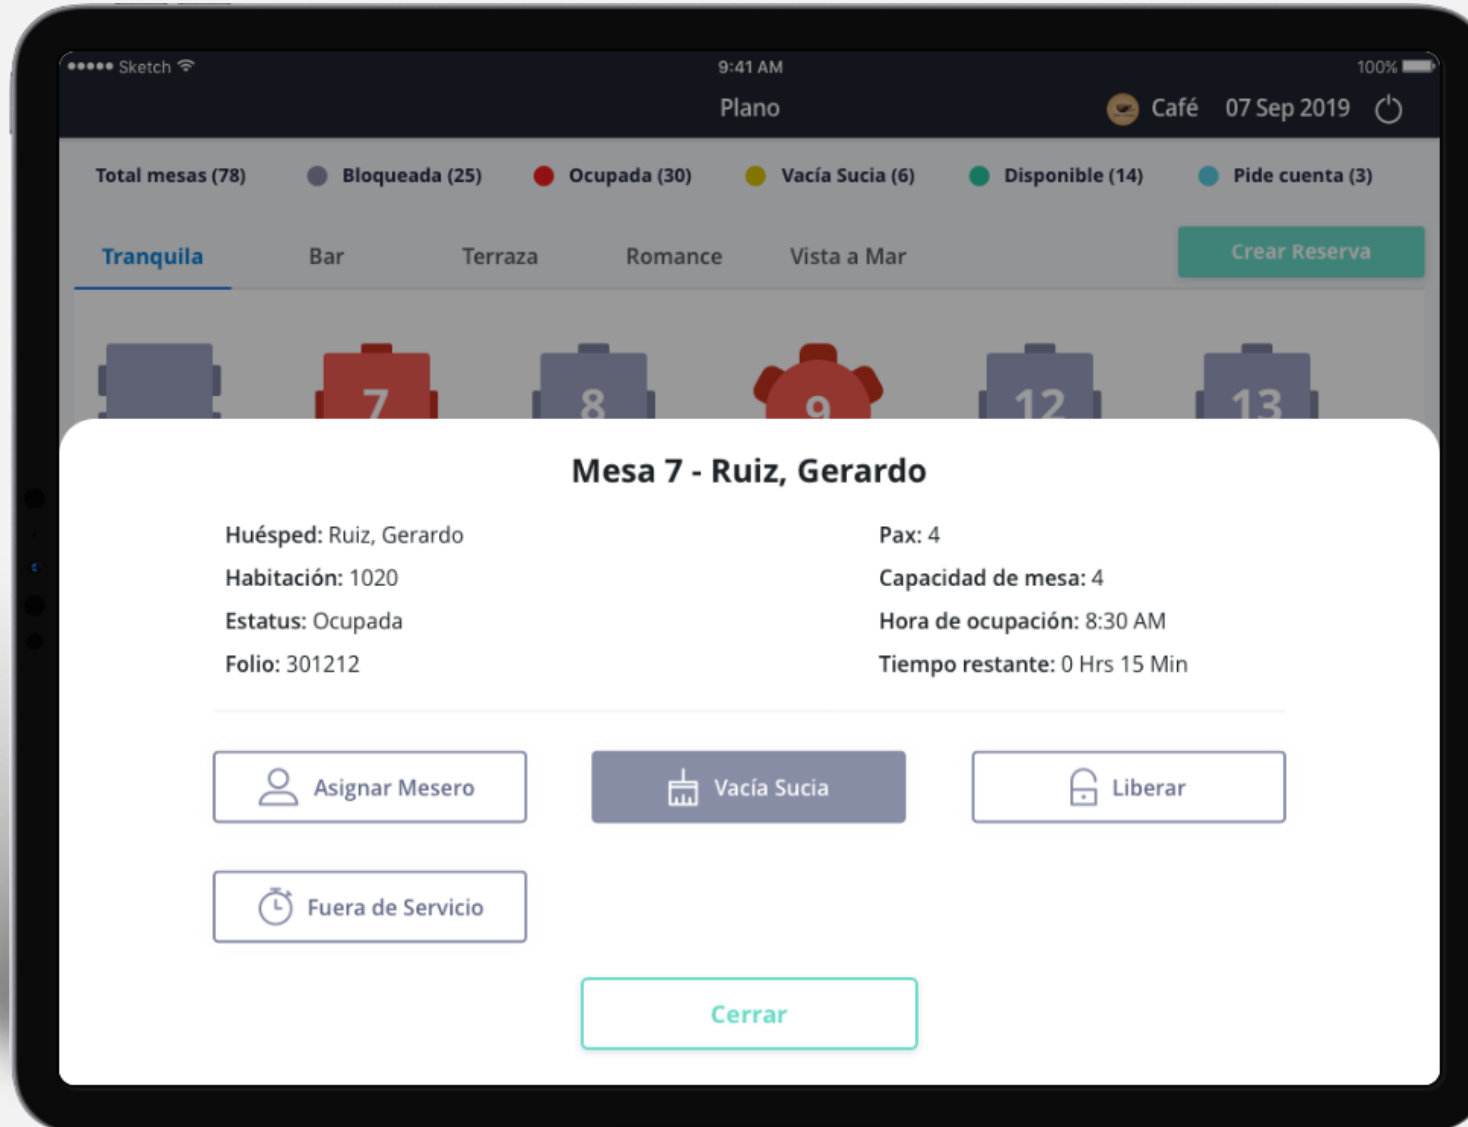 Sketch 9:41 AM 100%
Plano Café 07 Sep 2019
Total mesas (78) Bloqueada (25) Ocupada (30) Vacía Sucia (6) Disponible (14) Pide cuenta (3)
Tranquila Bar Terraza Romance Vista a Mar Crear Reserva
7 8 9 12 13
Mesa 7 - Ruiz, Gerardo
Huésped: Ruiz, Gerardo
Habitación: 1020
Estatus: Ocupada
Folio: 301212
Pax: 4
Capacidad de mesa: 4
Hora de ocupación: 8:30 AM
Tiempo restante: 0 Hrs 15 Min
Asignar Mesero Vacía Sucia Liberar
Fuera de Servicio
Cerrar